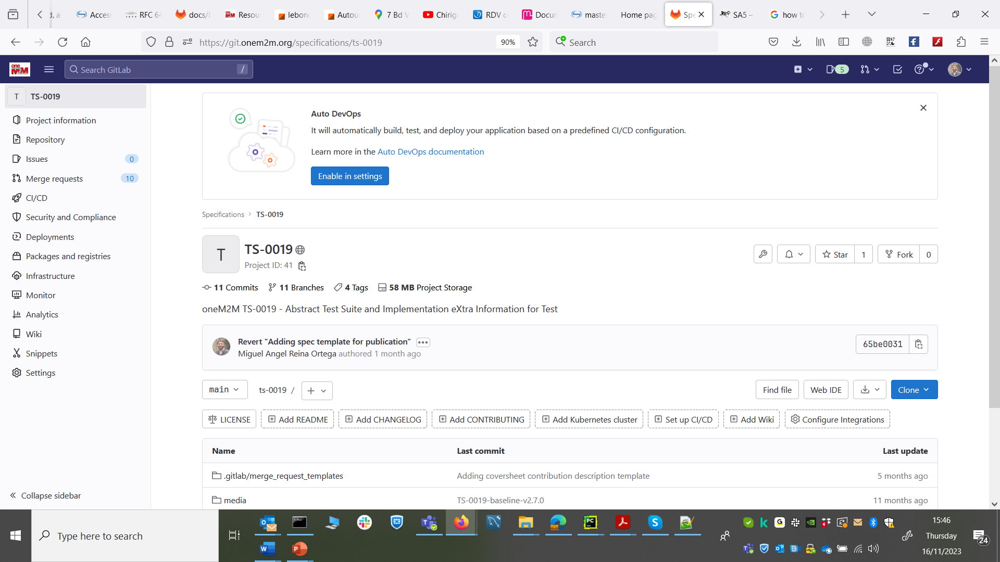 Access
RFC 64
docs/b
Resou
lebon
Autou
7 Bd V
Chirig
RDV c
Docun
maste
Home pag
Spe
SA5 –
how to
https://git.onem2m.org/specifications/ts-0019
90%
Search
one
M2M
Search GitLab
/
5
T
TS-0019
Project information
Repository
Issues
0
Merge requests
10
CI/CD
Security and Compliance
Deployments
Packages and registries
Infrastructure
Monitor
Analytics
Wiki
Snippets
Settings
Collapse sidebar
Auto DevOps
It will automatically build, test, and deploy your application based on a predefined CI/CD configuration.
Learn more in the Auto DevOps documentation
Enable in settings
Specifications › TS-0019
T
TS-0019
Project ID: 41
Star 1
Fork 0
11 Commits 11 Branches 4 Tags 58 MB Project Storage
oneM2M TS-0019 - Abstract Test Suite and Implementation eXtra Information for Test
Revert "Adding spec template for publication"
Miguel Angel Reina Ortega authored 1 month ago
65be0031
main
ts-0019 /
Find file
Web IDE
Clone
LICENSE
Add README
Add CHANGELOG
Add CONTRIBUTING
Add Kubernetes cluster
Set up CI/CD
Add Wiki
Configure Integrations
Name Last commit Last update
.gitlab/merge_request_templates Adding coversheet contribution description template 5 months ago
media TS-0019-baseline-v2.7.0 11 months ago
Type here to search
15:46
Thursday
16/11/2023
24